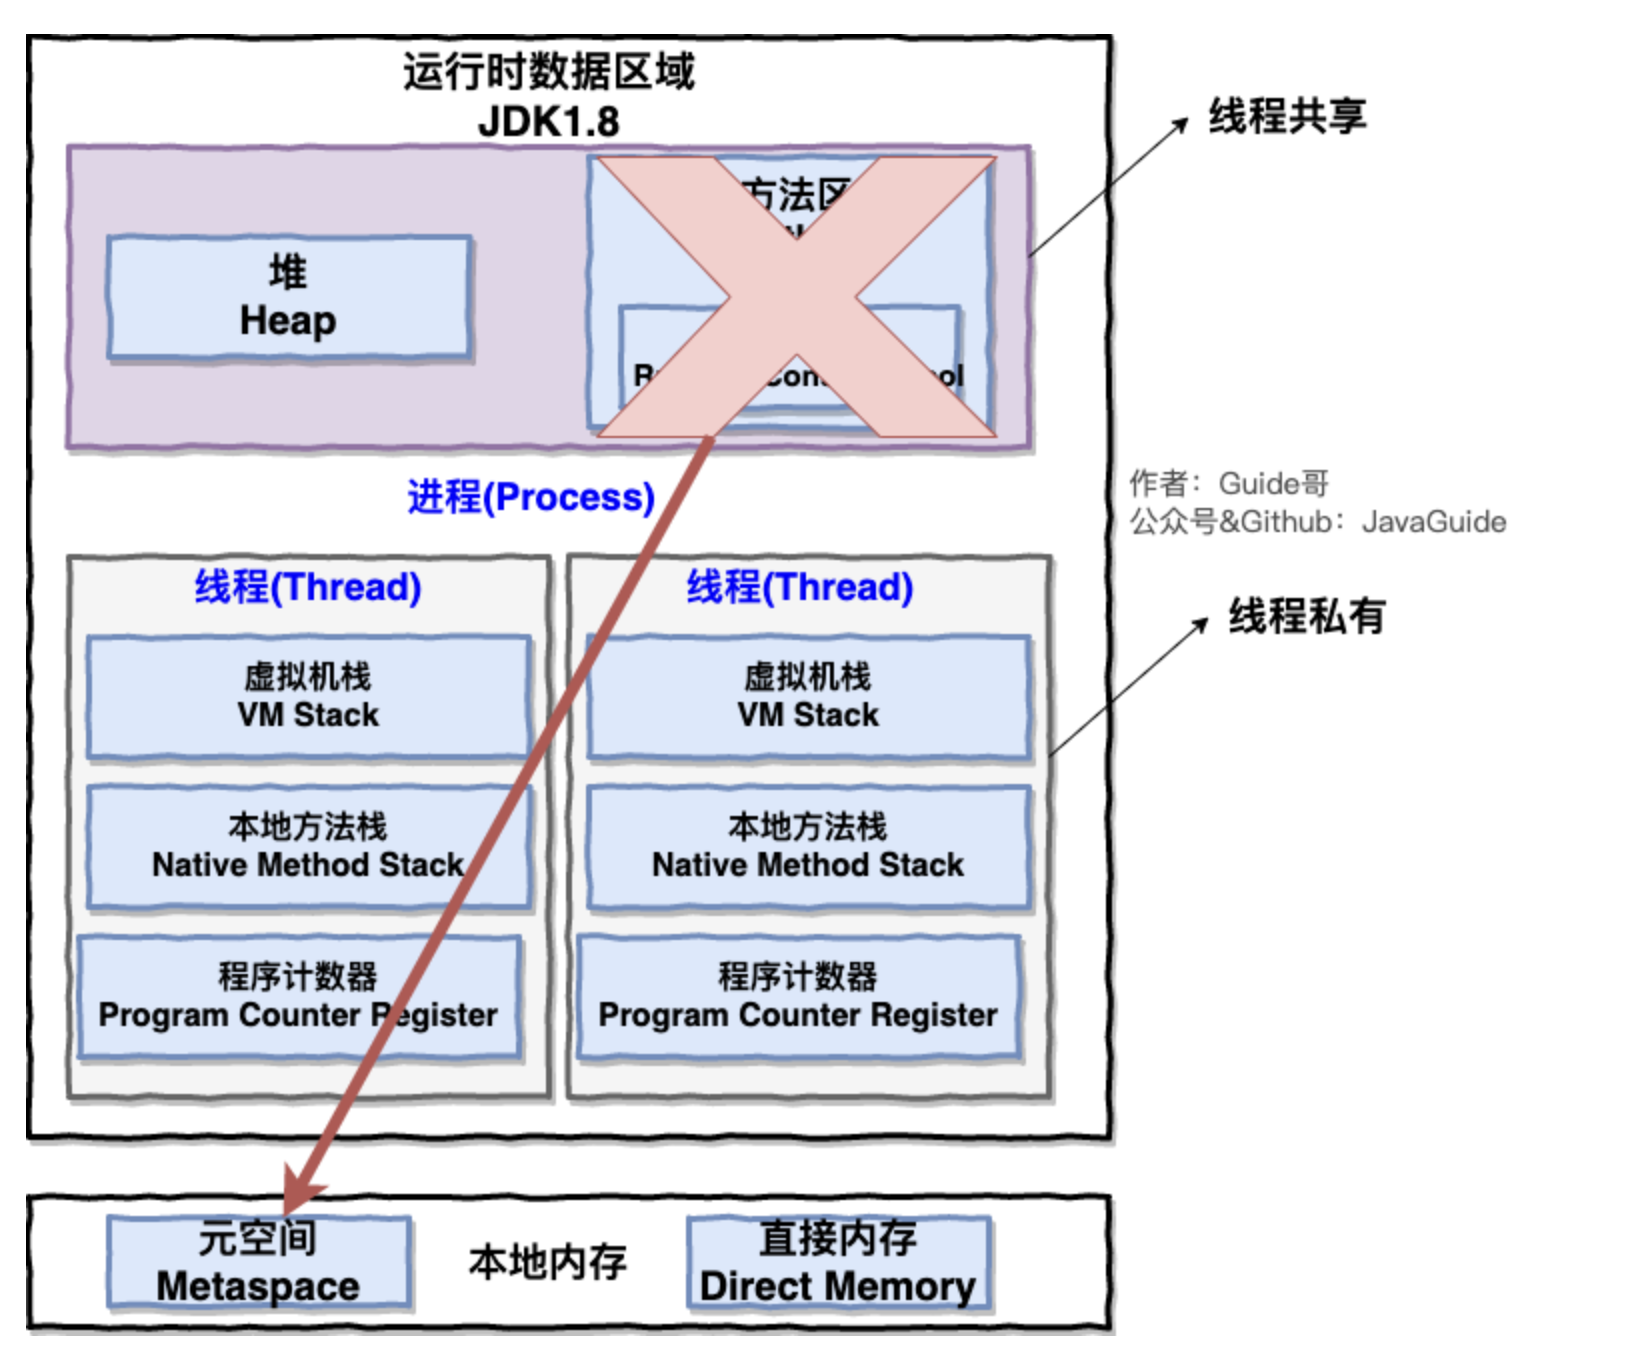 运行时数据区域
JDK1.8
线程共享
方法区
堆
Heap
进程(Process)
作者：Guide哥
公众号&Github：JavaGuide
线程(Thread)
线程(Thread)
线程私有
虚拟机栈
VM Stack
虚拟机栈
VM Stack
本地方法栈
Native Method Stack
本地方法栈
Native Method Stack
程序计数器
Program Counter Register
程序计数器
Program Counter Register
元空间
Metaspace
本地内存
直接内存
Direct Memory